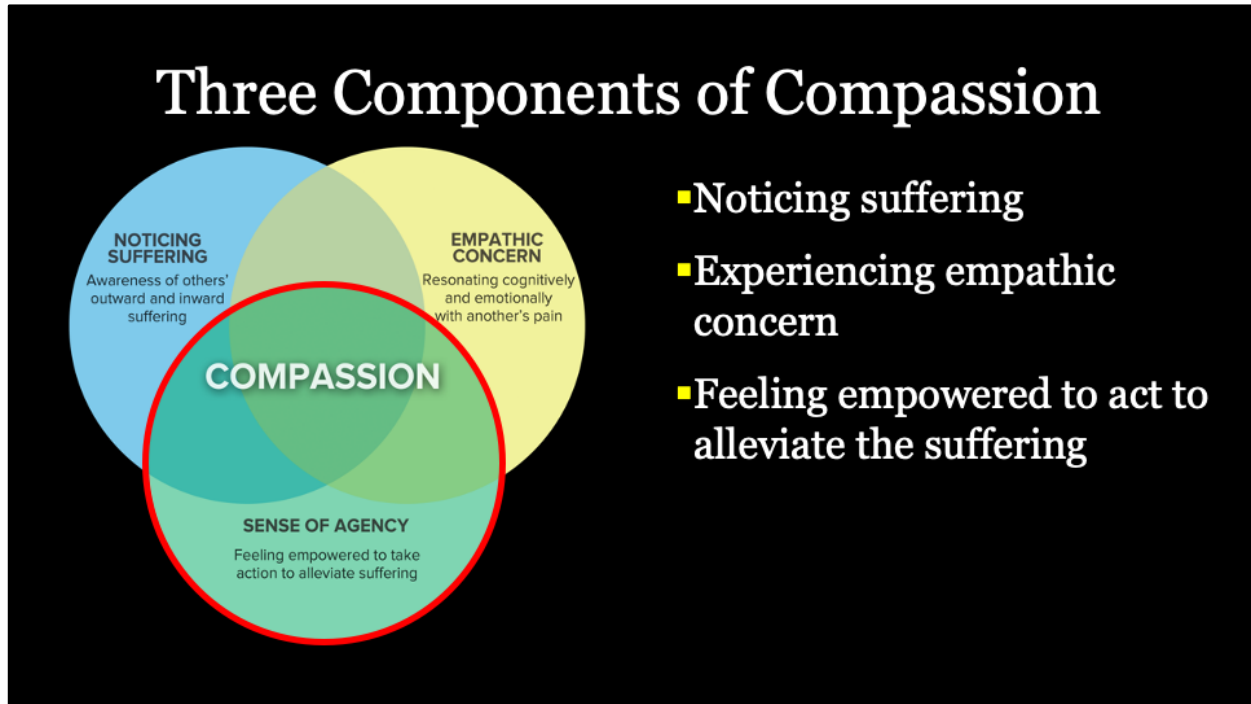 Three Components of Compassion
NOTICING
SUFFERING
Awareness of others'
outward and inward
suffering
EMPATHIC
CONCERN
Resonating cognitively
and emotionally
with another's pain
COMPASSION
SENSE OF AGENCY
Feeling empowered to take
action to alleviate suffering
▪Noticing suffering
▪Experiencing empathic
concern
▪Feeling empowered to act to
alleviate the suffering